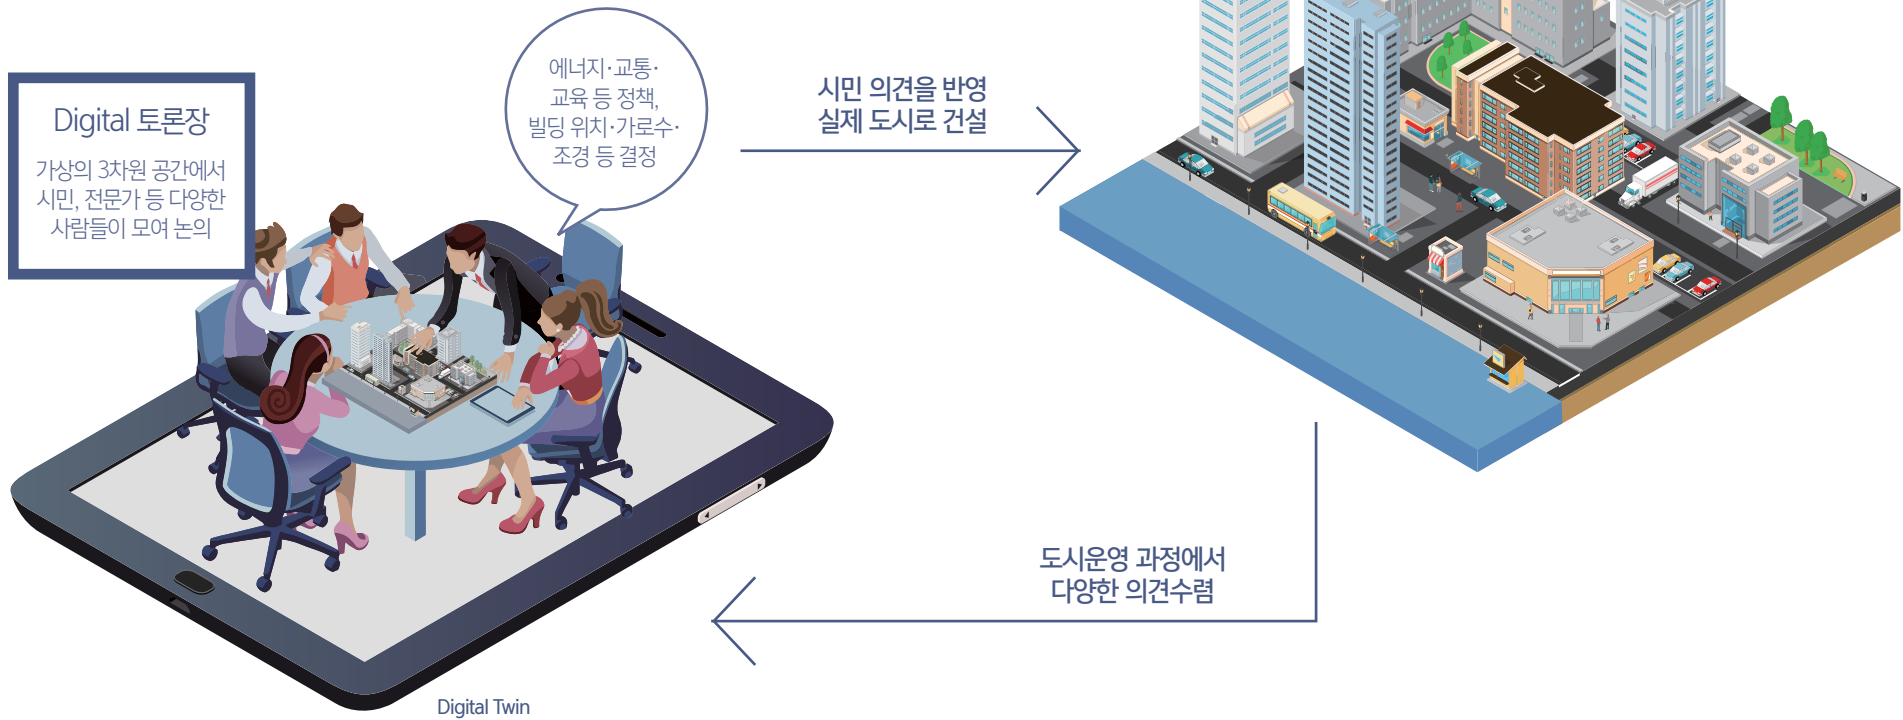 Digital 토론장
가상의 3차원 공간에서
시민, 전문가 등 다양한
사람들이 모여 논의
에너지·교통·
교육 등 정책,
빌딩 위치·가로수·
조경 등 결정
시민 의견을 반영
실제 도시로 건설
도시운영 과정에서
다양한 의견수렴
Digital Twin